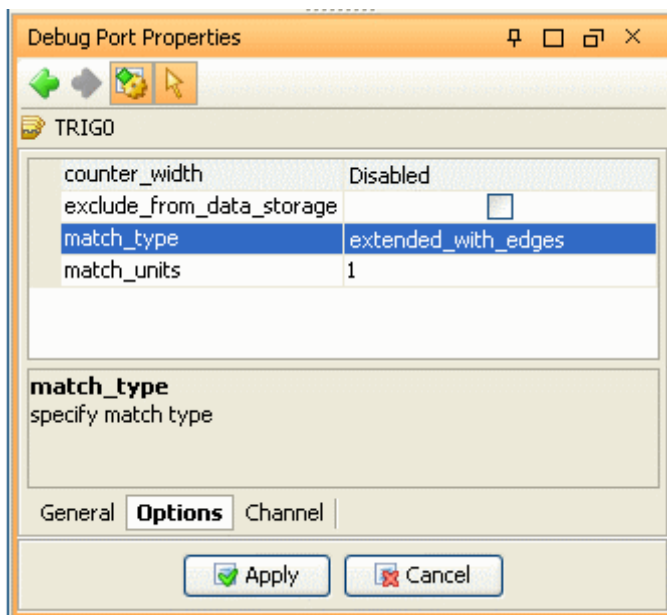 Debug Port Properties
TRIG0
counter_width Disabled
exclude_from_data_storage
match_type extended_with_edges
match_units 1
match_type
specify match type
General Options Channel
Apply Cancel